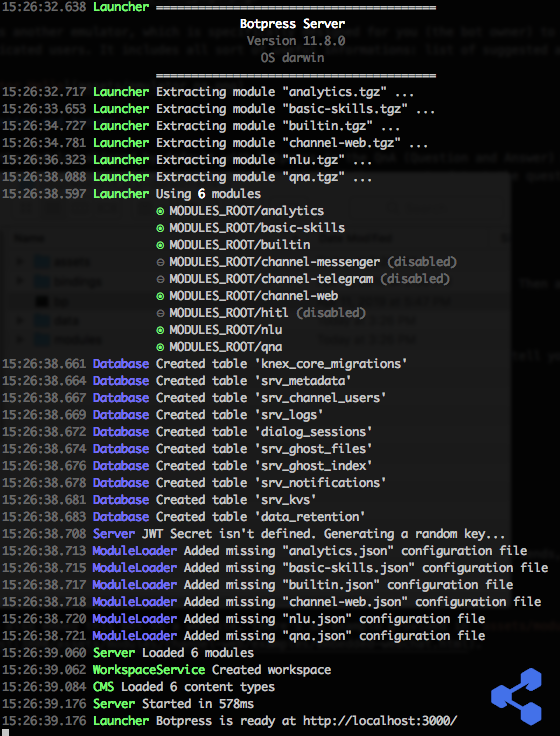 15:26:32.638 Launcher ========================================
Botpress Server
Version 11.8.0
OS darwin
========================================
15:26:32.717 Launcher Extracting module "analytics.tgz" ...
15:26:33.653 Launcher Extracting module "basic-skills.tgz" ...
15:26:34.727 Launcher Extracting module "builtin.tgz" ...
15:26:34.781 Launcher Extracting module "channel-web.tgz" ...
15:26:36.323 Launcher Extracting module "nlu.tgz" ...
15:26:38.088 Launcher Extracting module "qna.tgz" ...
15:26:38.597 Launcher Using 6 modules
◉ MODULES_ROOT/analytics
◉ MODULES_ROOT/basic-skills
◉ MODULES_ROOT/builtin
⊖ MODULES_ROOT/channel-messenger (disabled)
⊖ MODULES_ROOT/channel-telegram (disabled)
◉ MODULES_ROOT/channel-web
⊖ MODULES_ROOT/hitl (disabled)
◉ MODULES_ROOT/nlu
◉ MODULES_ROOT/qna
15:26:38.661 Database Created table 'knex_core_migrations'
15:26:38.664 Database Created table 'srv_metadata'
15:26:38.667 Database Created table 'srv_channel_users'
15:26:38.669 Database Created table 'srv_logs'
15:26:38.672 Database Created table 'dialog_sessions'
15:26:38.674 Database Created table 'srv_ghost_files'
15:26:38.676 Database Created table 'srv_ghost_index'
15:26:38.678 Database Created table 'srv_notifications'
15:26:38.681 Database Created table 'srv_kvs'
15:26:38.683 Database Created table 'data_retention'
15:26:38.708 Server JWT Secret isn't defined. Generating a random key...
15:26:38.713 ModuleLoader Added missing "analytics.json" configuration file
15:26:38.715 ModuleLoader Added missing "basic-skills.json" configuration file
15:26:38.717 ModuleLoader Added missing "builtin.json" configuration file
15:26:38.718 ModuleLoader Added missing "channel-web.json" configuration file
15:26:38.720 ModuleLoader Added missing "nlu.json" configuration file
15:26:38.721 ModuleLoader Added missing "qna.json" configuration file
15:26:39.060 Server Loaded 6 modules
15:26:39.062 WorkspaceService Created workspace
15:26:39.084 CMS Loaded 6 content types
15:26:39.176 Server Started in 578ms
15:26:39.176 Launcher Botpress is ready at http://localhost:3000/